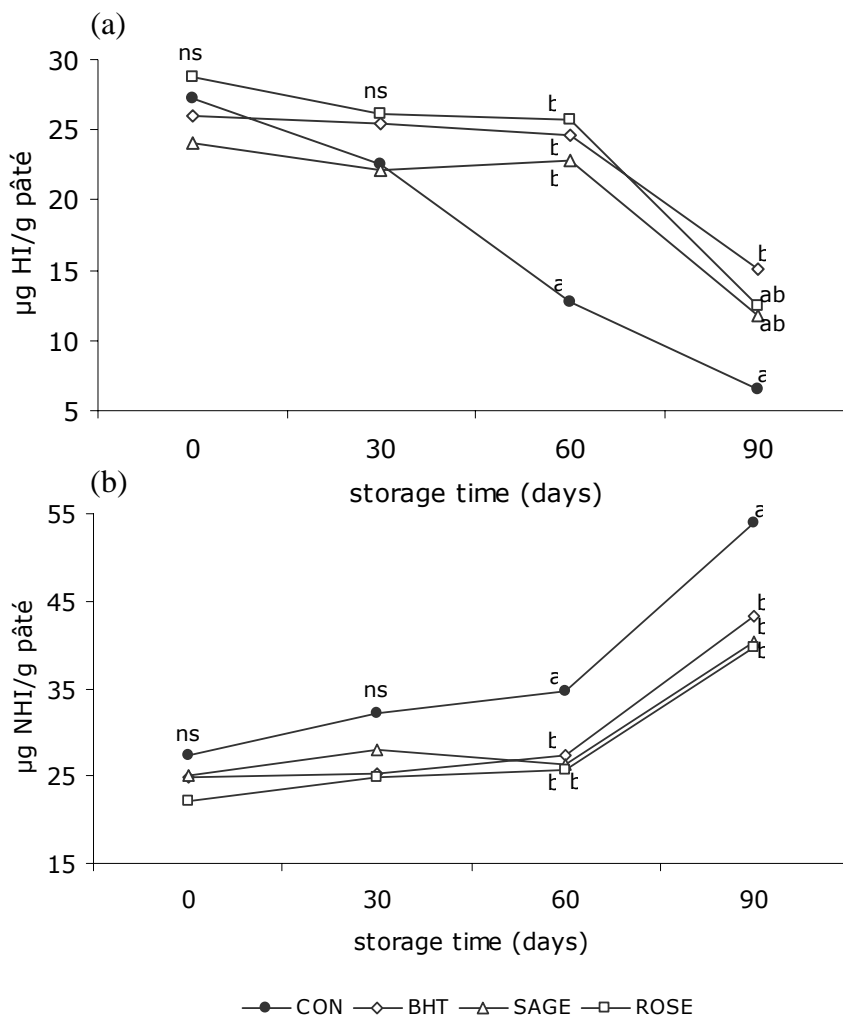 (a)
ns
ns
b
b
b
a
b
ab
ab
a
30
25
20
15
10
5
µg HI/g pâté
0 30 60 90
storage time (days)
(b)
ns
ns
a
b
b b
a
b
b
b
55
45
35
25
15
µg NHI/g pâté
0 30 60 90
storage time (days)
CON BHT SAGE ROSE